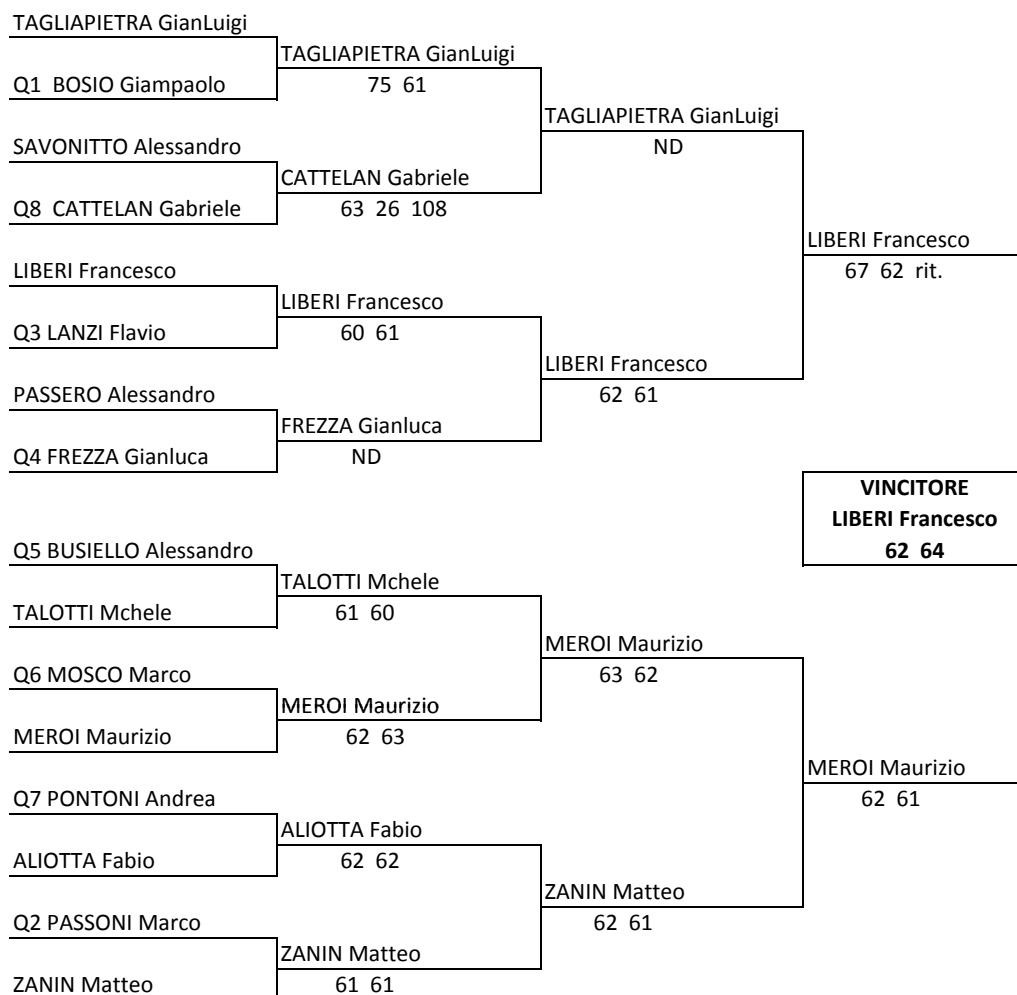 TAGLIAPIETRA GianLuigi
TAGLIAPIETRA GianLuigi
Q1 BOSIO Giampaolo
75 61
TAGLIAPIETRA GianLuigi
SAVONITTO Alessandro
ND
CATTELAN Gabriele
Q8 CATTELAN Gabriele
63 26 108
LIBERI Francesco
LIBERI Francesco
67 62 rit.
LIBERI Francesco
Q3 LANZI Flavio
60 61
LIBERI Francesco
PASSERO Alessandro
62 61
FREZZA Gianluca
Q4 FREZZA Gianluca
ND
VINCITORE
LIBERI Francesco
62 64
Q5 BUSIELLO Alessandro
TALOTTI Mchele
TALOTTI Mchele
61 60
MEROI Maurizio
Q6 MOSCO Marco
63 62
MEROI Maurizio
MEROI Maurizio
62 63
MEROI Maurizio
Q7 PONTONI Andrea
62 61
ALIOTTA Fabio
ALIOTTA Fabio
62 62
ZANIN Matteo
Q2 PASSONI Marco
62 61
ZANIN Matteo
ZANIN Matteo
61 61